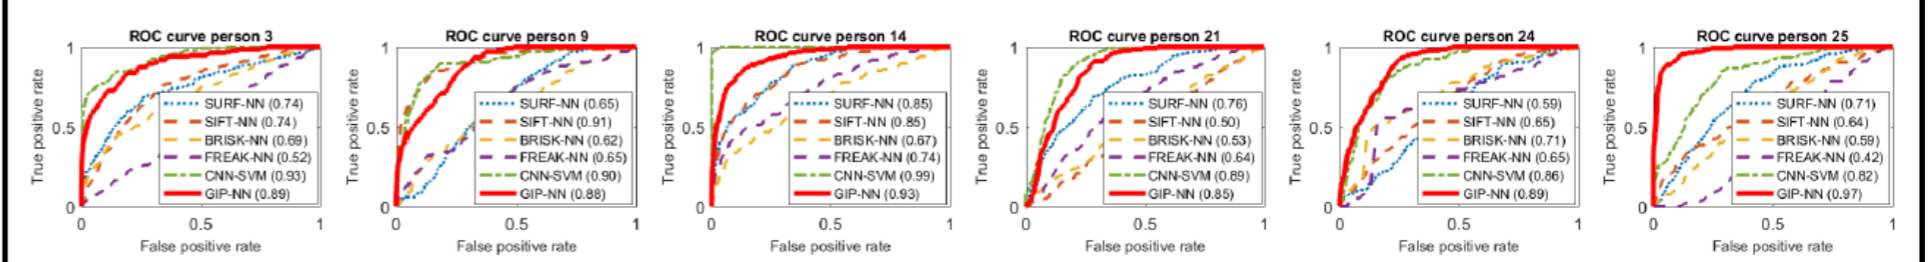 ROC curve person 3
1
0.5
0
True positive rate
SURF-NN (0.74)
SIFT-NN (0.74)
BRISK-NN (0.69)
FREAK-NN (0.52)
CNN-SVM (0.93)
GIP-NN (0.89)
0 0.5 1
False positive rate
ROC curve person 9
1
0.5
0
True positive rate
SURF-NN (0.65)
SIFT-NN (0.91)
BRISK-NN (0.62)
FREAK-NN (0.65)
CNN-SVM (0.90)
GIP-NN (0.88)
0 0.5 1
False positive rate
ROC curve person 14
1
0.5
0
True positive rate
SURF-NN (0.85)
SIFT-NN (0.85)
BRISK-NN (0.67)
FREAK-NN (0.74)
CNN-SVM (0.99)
GIP-NN (0.93)
0 0.5 1
False positive rate
ROC curve person 21
1
0.5
0
True positive rate
SURF-NN (0.76)
SIFT-NN (0.50)
BRISK-NN (0.53)
FREAK-NN (0.64)
CNN-SVM (0.89)
GIP-NN (0.85)
0 0.5 1
False positive rate
ROC curve person 24
1
0.5
0
True positive rate
SURF-NN (0.59)
SIFT-NN (0.65)
BRISK-NN (0.71)
FREAK-NN (0.65)
CNN-SVM (0.86)
GIP-NN (0.89)
0 0.5 1
False positive rate
ROC curve person 25
1
0.5
0
True positive rate
SURF-NN (0.71)
SIFT-NN (0.64)
BRISK-NN (0.59)
FREAK-NN (0.42)
CNN-SVM (0.82)
GIP-NN (0.97)
0 0.5 1
False positive rate